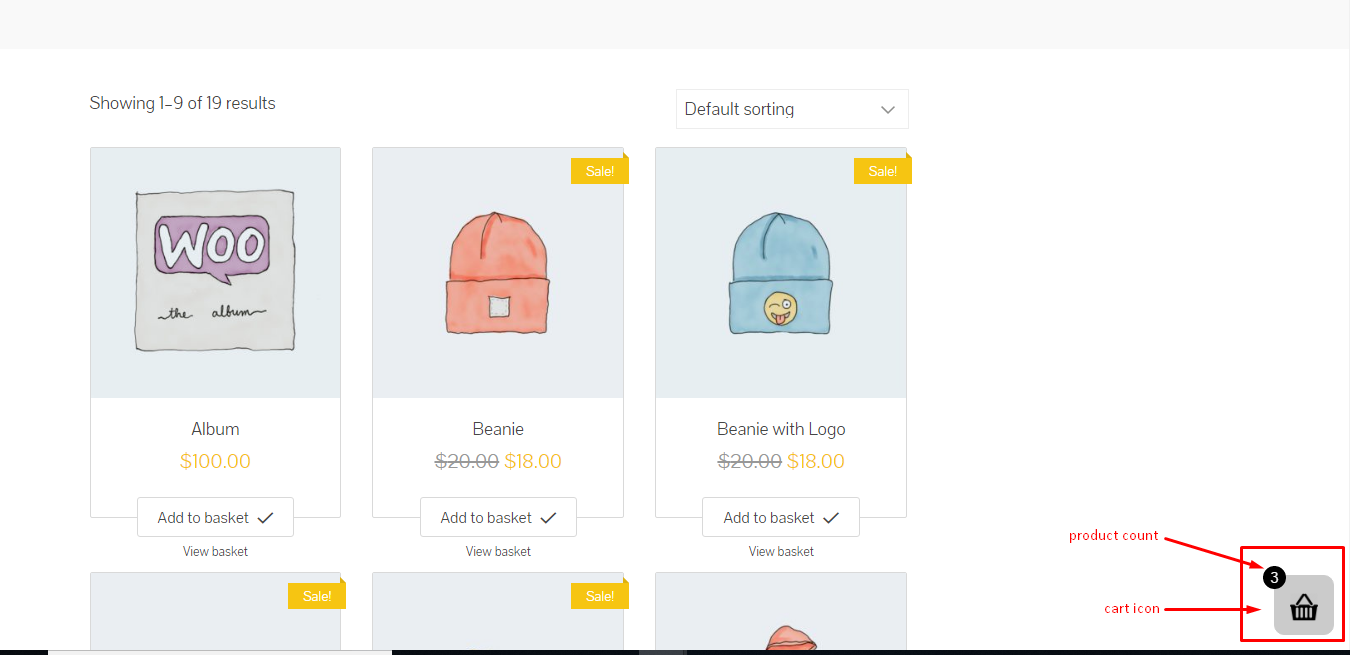 Showing 1–9 of 19 results
Default sorting
Sale!
Sale!
WOO
the album
Album
Beanie
Beanie with Logo
$100.00
$20.00 $18.00
$20.00 $18.00
Add to basket
Add to basket
Add to basket
View basket
View basket
View basket
product count
3
Sale!
Sale!
cart icon